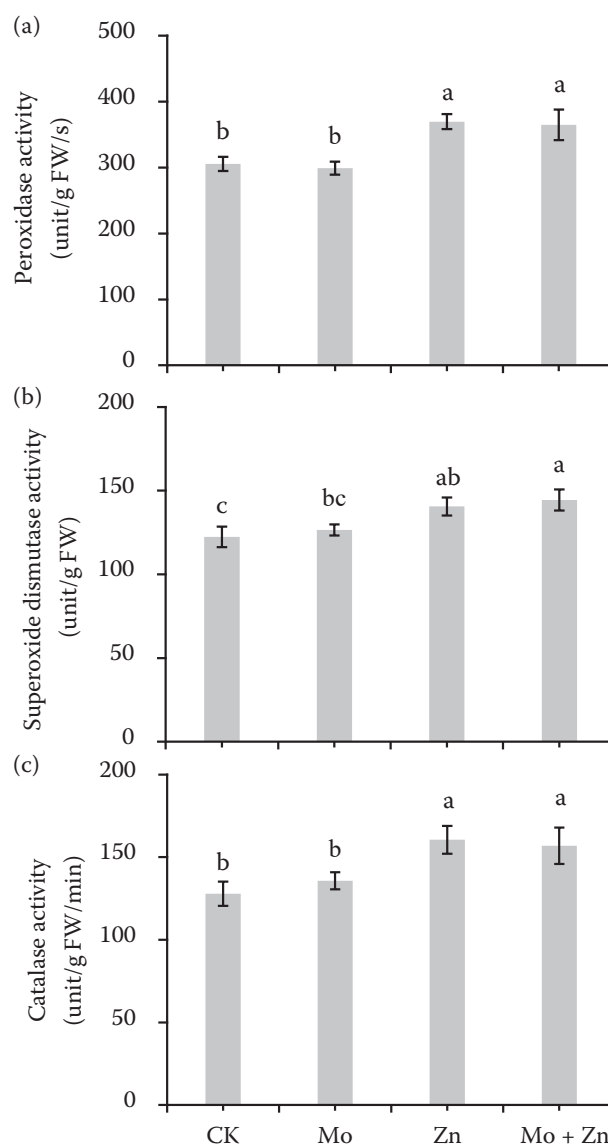 (a)
Peroxidase activity
(unit/g FW/s)
500
400
300
200
100
0
b
b
a
a
(b)
Superoxide dismutase activity
(unit/g FW)
200
150
100
50
0
c
bc
ab
a
(c)
Catalase activity
(unit/g FW/min)
200
150
100
50
0
b
b
a
a
CK
Mo
Zn
Mo + Zn